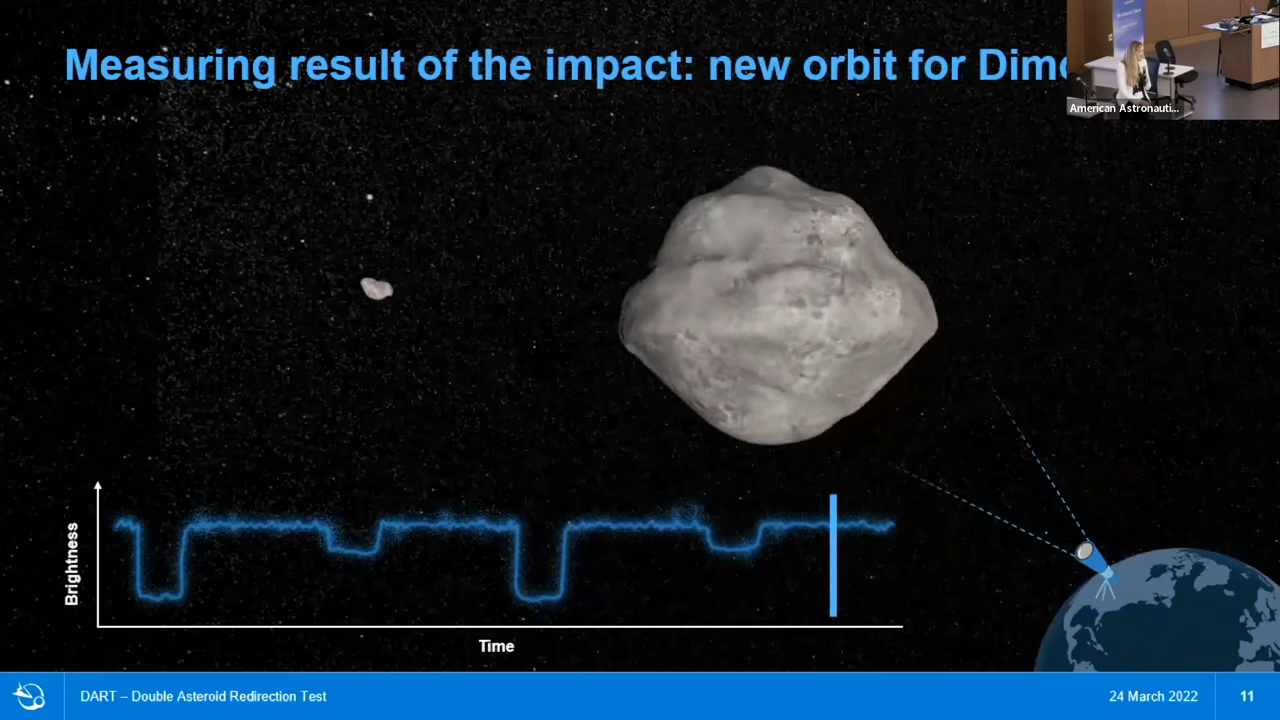 Measuring result of the impact: new orbit for Dimo
American Astronauti...
Brightness
Time
DART – Double Asteroid Redirection Test
24 March 2022
11